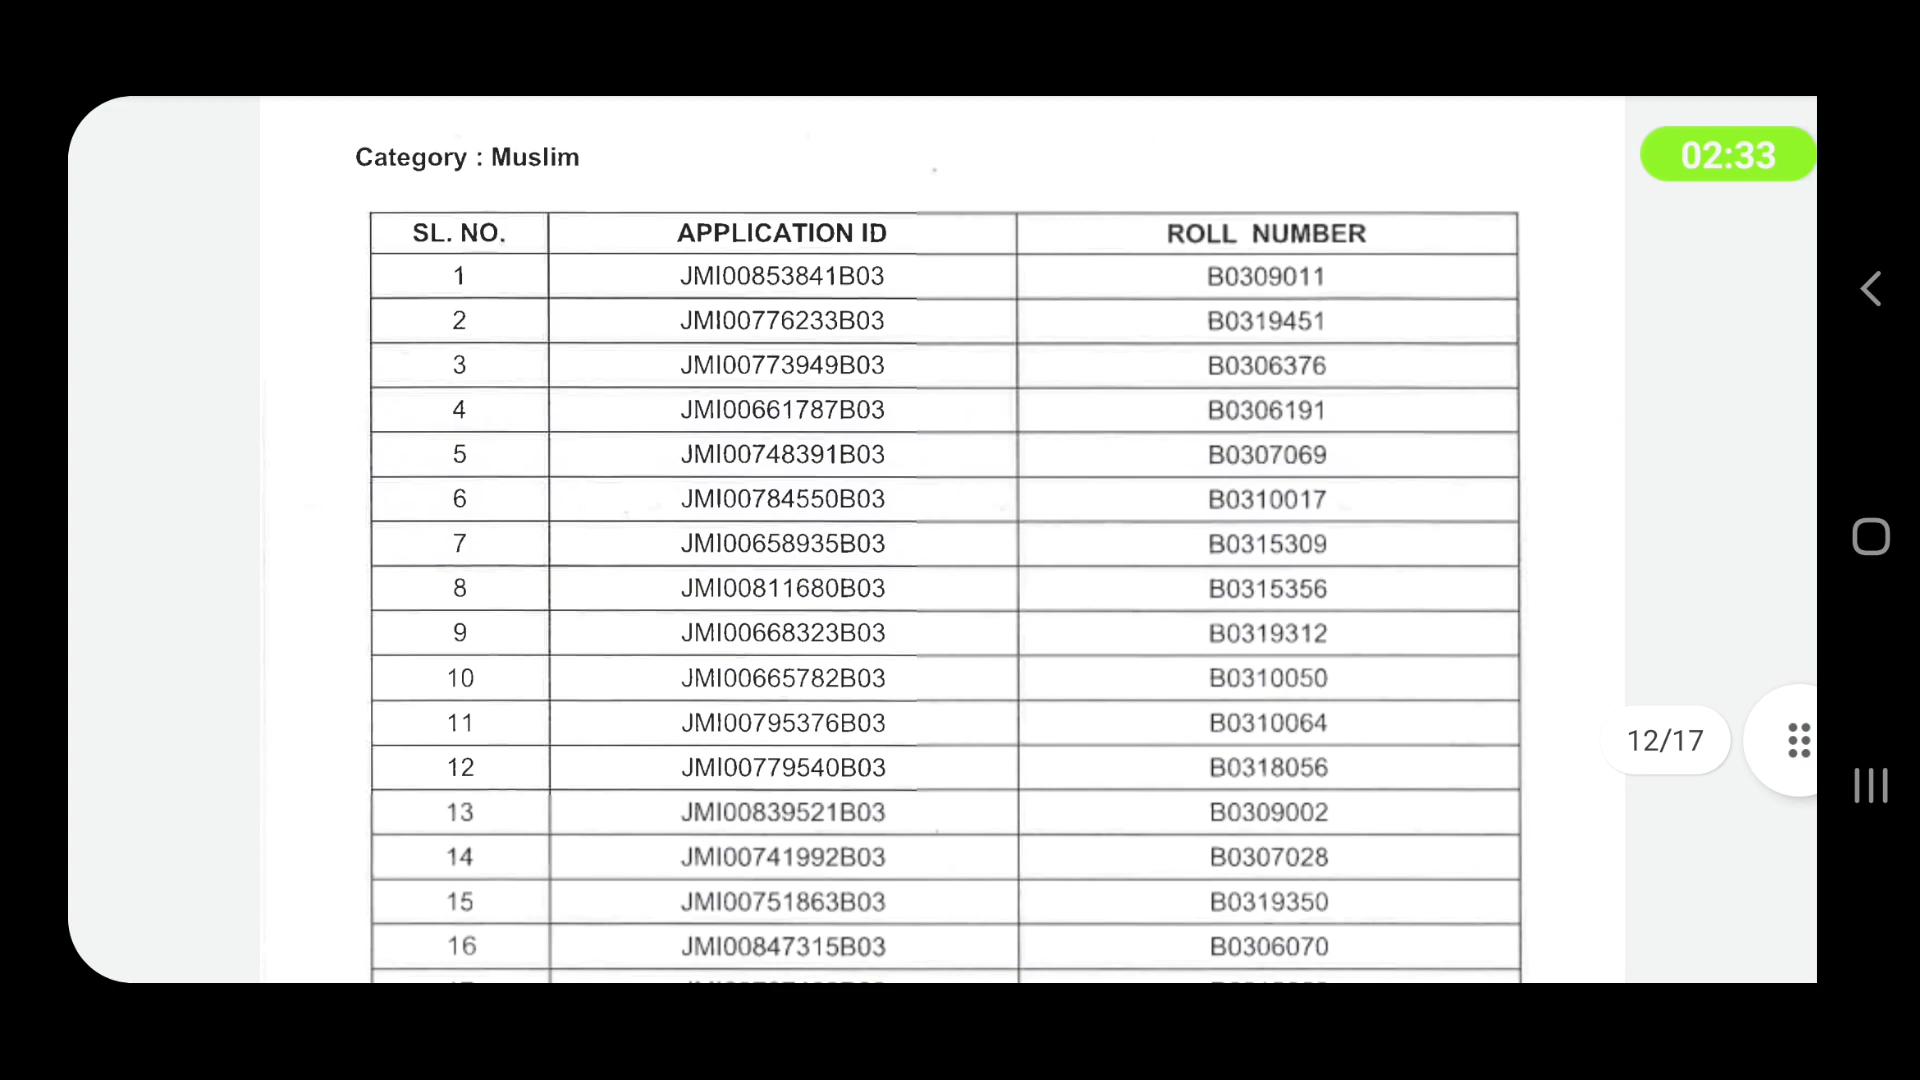 Category : Muslim
02:33
SL. NO. APPLICATION ID ROLL NUMBER
1 JMI00853841B03 B0309011
2 JMI00776233B03 B0319451
3 JMI00773949B03 B0306376
4 JMI00661787B03 B0306191
5 JMI00748391B03 B0307069
6 JMI00784550B03 B0310017
7 JMI00658935B03 B0315309
8 JMI00811680B03 B0315356
9 JMI00668323B03 B0319312
10 JMI00665782B03 B0310050
11 JMI00795376B03 B0310064
12/17
12 JMI00779540B03 B0318056
13 JMI00839521B03 B0309002
14 JMI00741992B03 B0307028
15 JMI00751863B03 B0319350
16 JMI00847315B03 B0306070